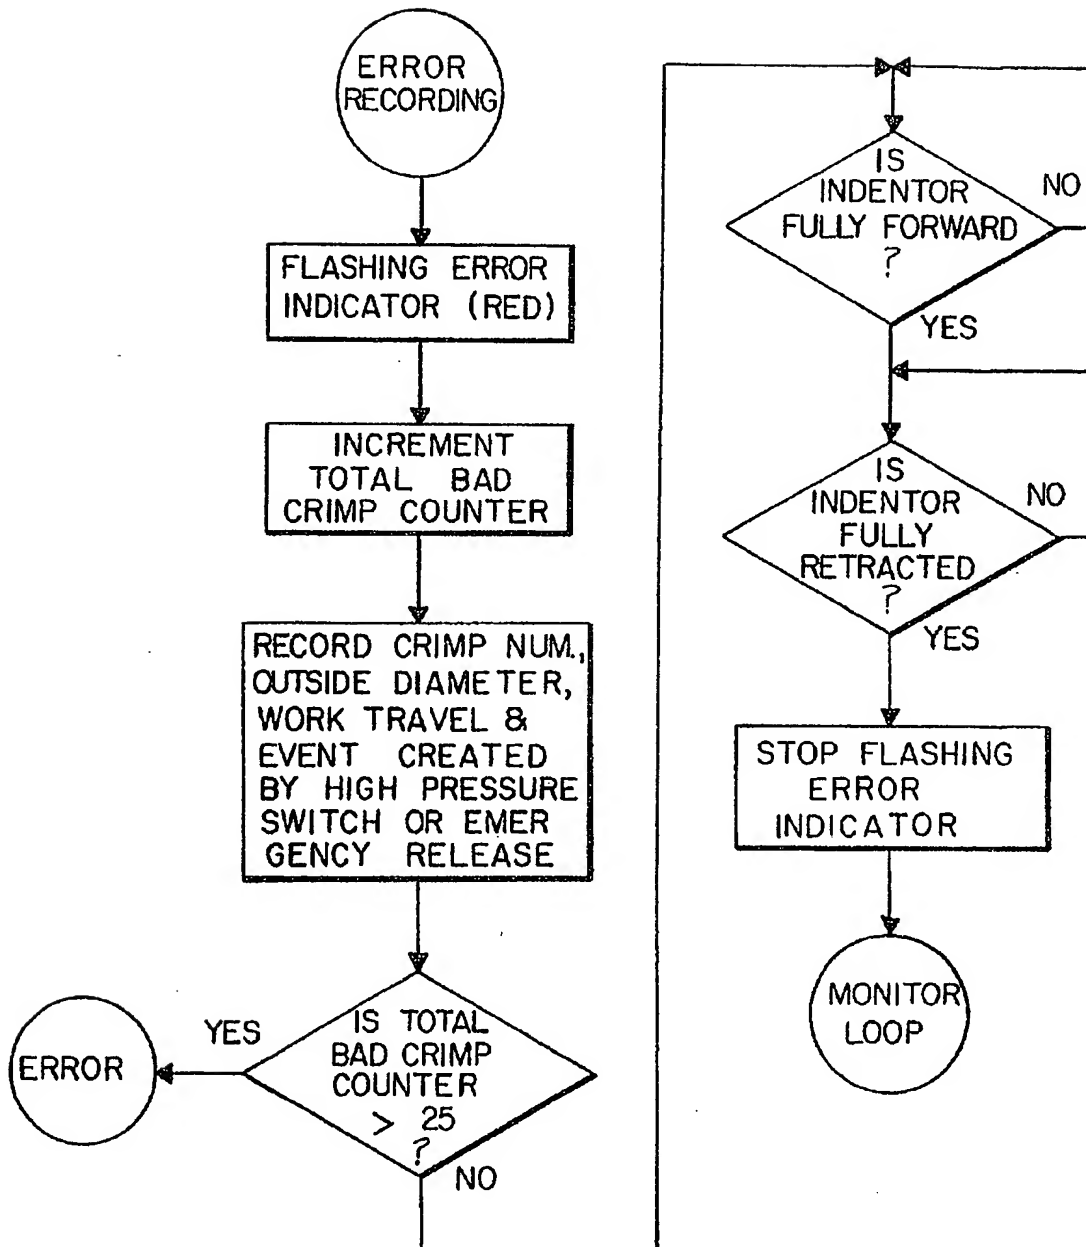 ERROR
RECORDING
FLASHING ERROR
INDICATOR (RED)
INCREMENT
TOTAL BAD
CRIMP COUNTER
RECORD CRIMP NUM.,
OUTSIDE DIAMETER,
WORK TRAVEL &
EVENT CREATED
BY HIGH PRESSURE
SWITCH OR EMER
GENCY RELEASE
IS TOTAL
BAD CRIMP
COUNTER
> 25
?
YES
ERROR
NO
IS
INDENTOR
FULLY FORWARD
?
NO
YES
IS
INDENTOR
FULLY
RETRACTED
?
NO
YES
STOP FLASHING
ERROR
INDICATOR
MONITOR
LOOP